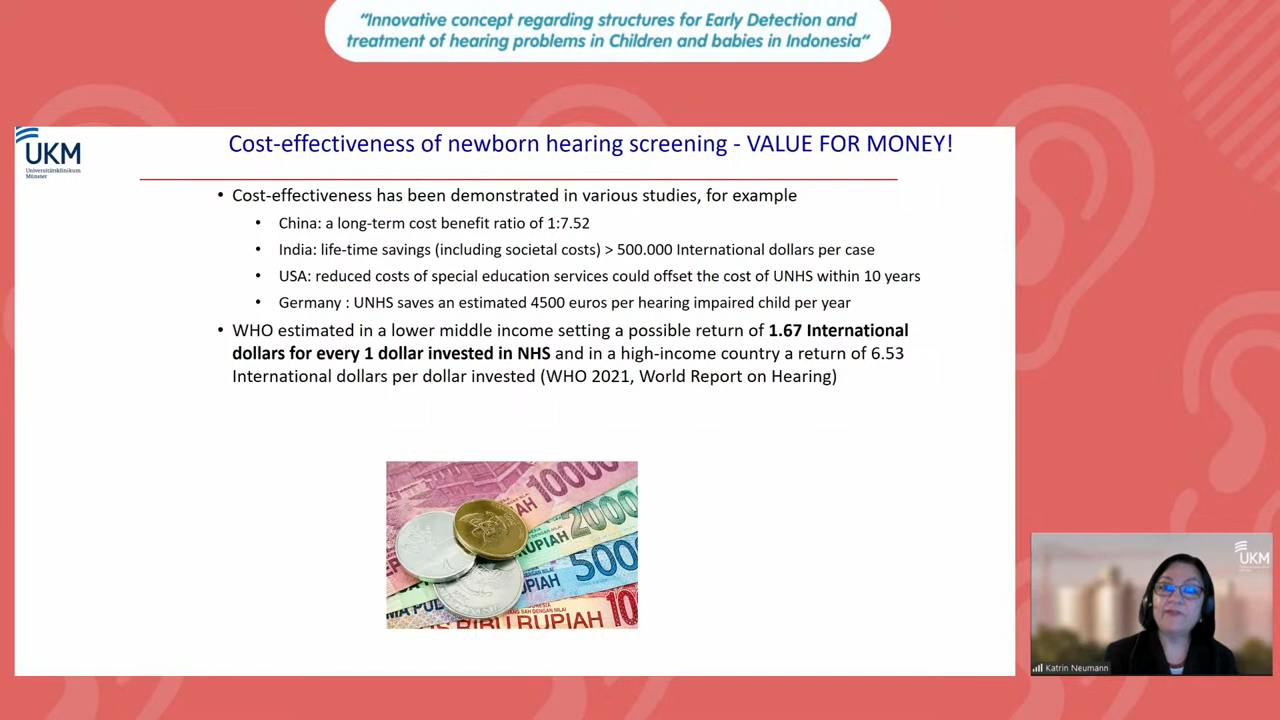 “Innovative concept regarding structures for Early Detection and
treatment of hearing problems in Children and babies in Indonesia“
UKM
Universitätsklinikum
Münster
Cost-effectiveness of newborn hearing screening - VALUE FOR MONEY!
• Cost-effectiveness has been demonstrated in various studies, for example
• China: a long-term cost benefit ratio of 1:7.52
• India: life-time savings (including societal costs) > 500.000 International dollars per case
• USA: reduced costs of special education services could offset the cost of UNHS within 10 years
• Germany : UNHS saves an estimated 4500 euros per hearing impaired child per year
• WHO estimated in a lower middle income setting a possible return of 1.67 International
dollars for every 1 dollar invested in NHS and in a high-income country a return of 6.53
International dollars per dollar invested (WHO 2021, World Report on Hearing)
10000
RUPIAH
2000
RUPIAH
5000
RIBU RUPIAH
UKM
Katrin Neumann